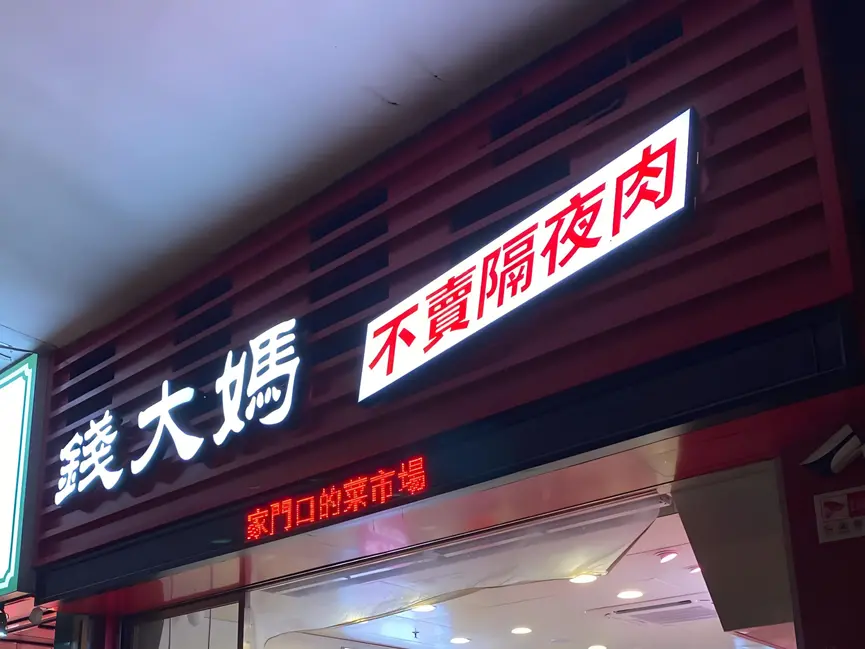 錢大媽
不賣隔夜肉
家門口的菜市場